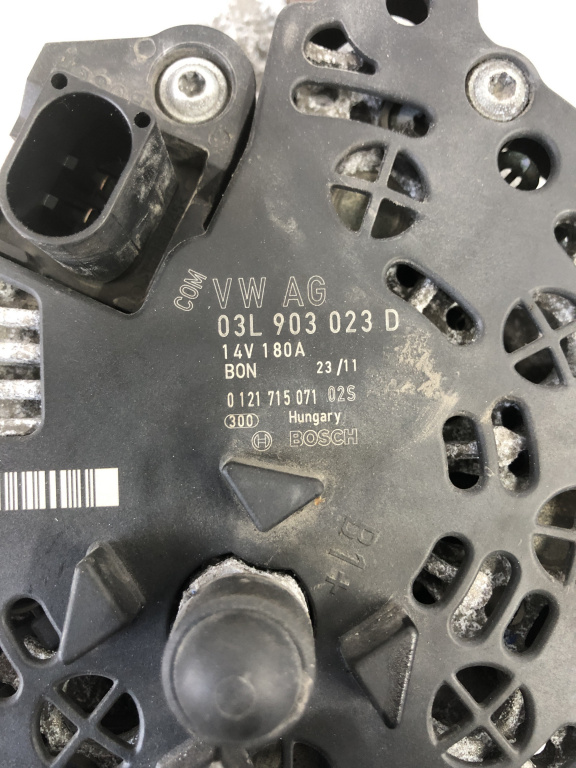 COM
VW AG
03L 903 023 D
14V 180A
BON 23/11
0 121 715 071 02S
300 Hungary
BOSCH
B1+